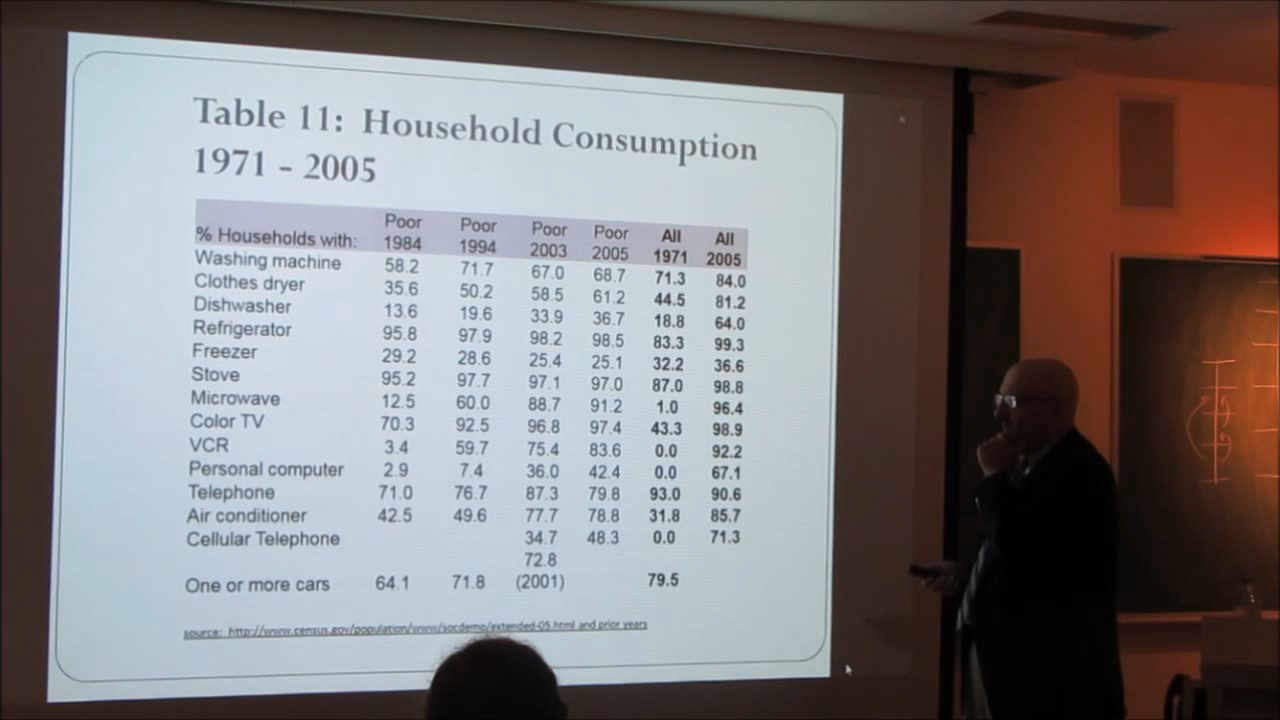 Table 11: Household Consumption
1971 - 2005
% Households with: Poor 1984 Poor 1994 Poor 2003 Poor 2005 All 1971 All 2005
Washing machine 58.2 71.7 67.0 68.7 71.3 84.0
Clothes dryer 35.6 50.2 58.5 61.2 44.5 81.2
Dishwasher 13.6 19.6 33.9 36.7 18.8 64.0
Refrigerator 95.8 97.9 98.2 98.5 83.3 99.3
Freezer 29.2 28.6 25.4 25.1 32.2 36.6
Stove 95.2 97.7 97.1 97.0 87.0 98.8
Microwave 12.5 60.0 88.7 91.2 1.0 96.4
Color TV 70.3 92.5 96.8 97.4 43.3 98.9
VCR 3.4 59.7 75.4 83.6 0.0 92.2
Personal computer 2.9 7.4 36.0 42.4 0.0 67.1
Telephone 71.0 76.7 87.3 79.8 93.0 90.6
Air conditioner 42.5 49.6 77.7 78.8 31.8 85.7
Cellular Telephone 34.7 48.3 0.0 71.3
72.8
One or more cars 64.1 71.8 (2001) 79.5
source: http://www.census.gov/population/www/socdemo/extended-05.html and prior years